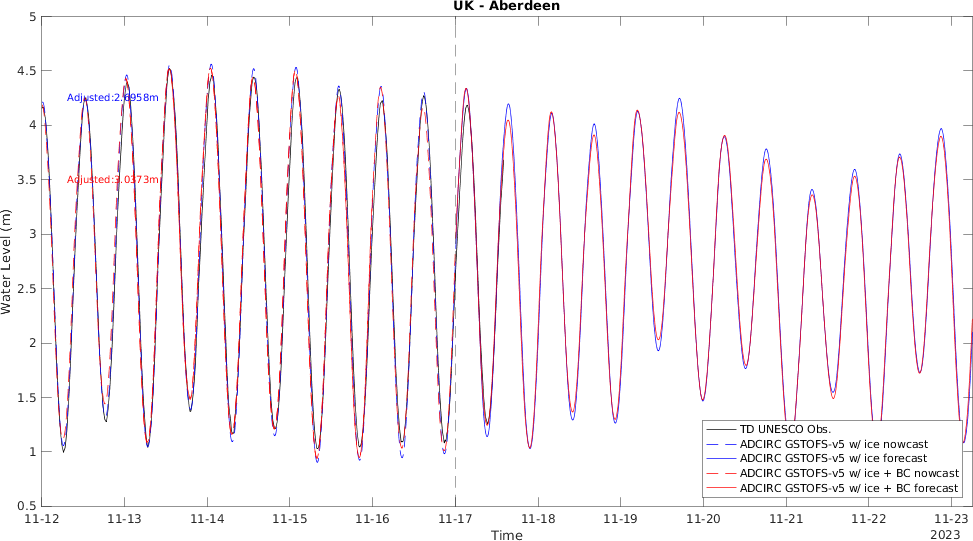 UK - Aberdeen
5
4.5
4
3.5
3
2.5
2
1.5
1
0.5
Water Level (m)
Adjusted:2.6958m
Adjusted:3.0373m
TD UNESCO Obs.
ADCIRC GSTOFS-v5 w/ ice nowcast
ADCIRC GSTOFS-v5 w/ ice forecast
ADCIRC GSTOFS-v5 w/ ice + BC nowcast
ADCIRC GSTOFS-v5 w/ ice + BC forecast
11-12 11-13 11-14 11-15 11-16 11-17 11-18 11-19 11-20 11-21 11-22 11-23
2023
Time